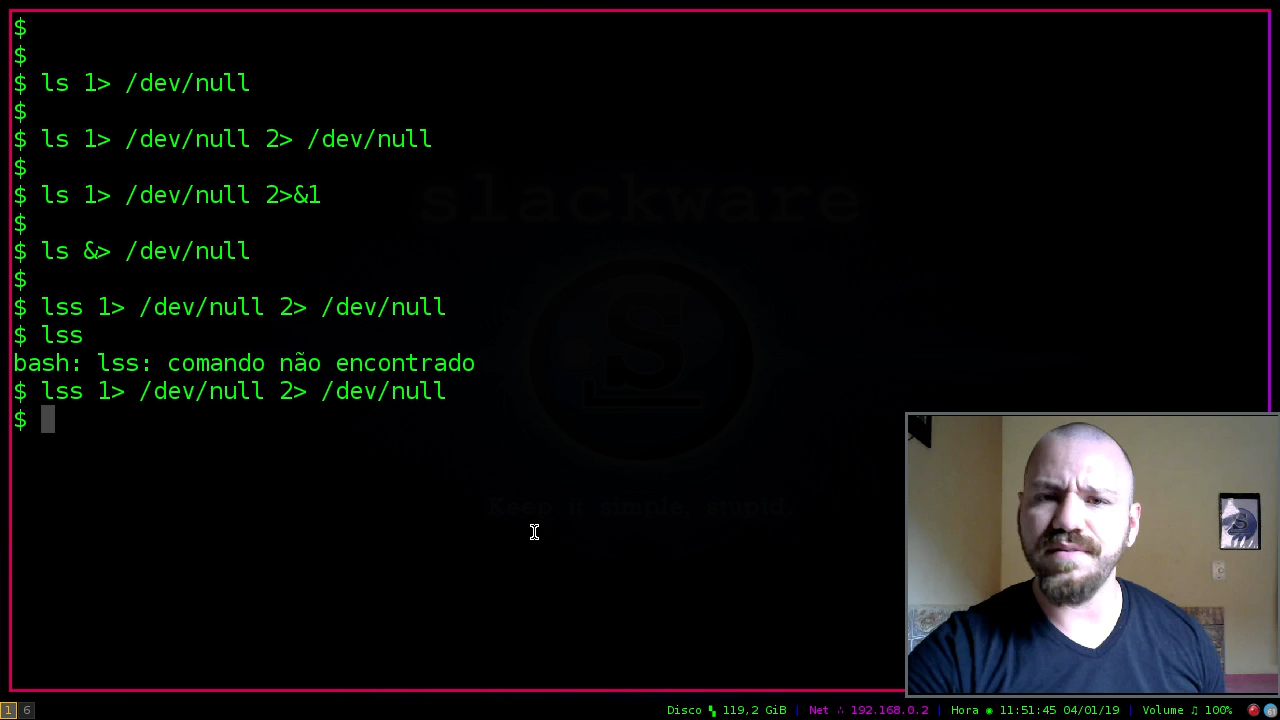 $
$
$ ls 1> /dev/null
$
$ ls 1> /dev/null 2> /dev/null
$
$ ls 1> /dev/null 2>&1
$
$ ls &> /dev/null
$
$ lss 1> /dev/null 2> /dev/null
$ lss
bash: lss: comando não encontrado
$ lss 1> /dev/null 2> /dev/null
$
slackware
S
Keep it simple, stupid.
S
1 6 Disco 119,2 GiB | Net ∴ 192.168.0.2 | Hora ◉ 11:51:45 04/01/19 | Volume ♫ 100%